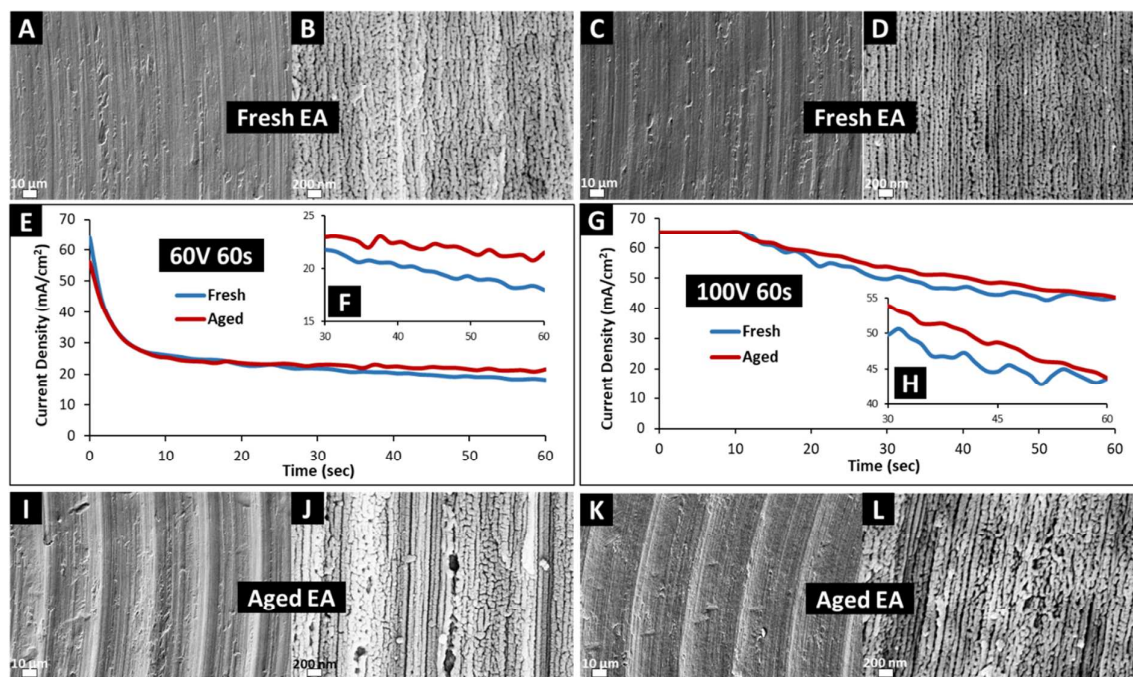 A
B
Fresh EA
10 µm
200 nm
C
D
Fresh EA
10 µm
200 nm
E
70
60
50
40
30
20
10
0
Current Density (mA/cm²)
0 10 20 30 40 50 60
Time (sec)
60V 60s
Fresh
Aged
25
20
15
30 40 50 60
F
G
70
60
50
40
30
20
10
0
Current Density (mA/cm²)
0 10 20 30 40 50 60
Time (sec)
100V 60s
Fresh
Aged
55
50
45
40
30 45 60
H
I
J
Aged EA
10 µm
200 nm
K
L
Aged EA
10 µm
200 nm